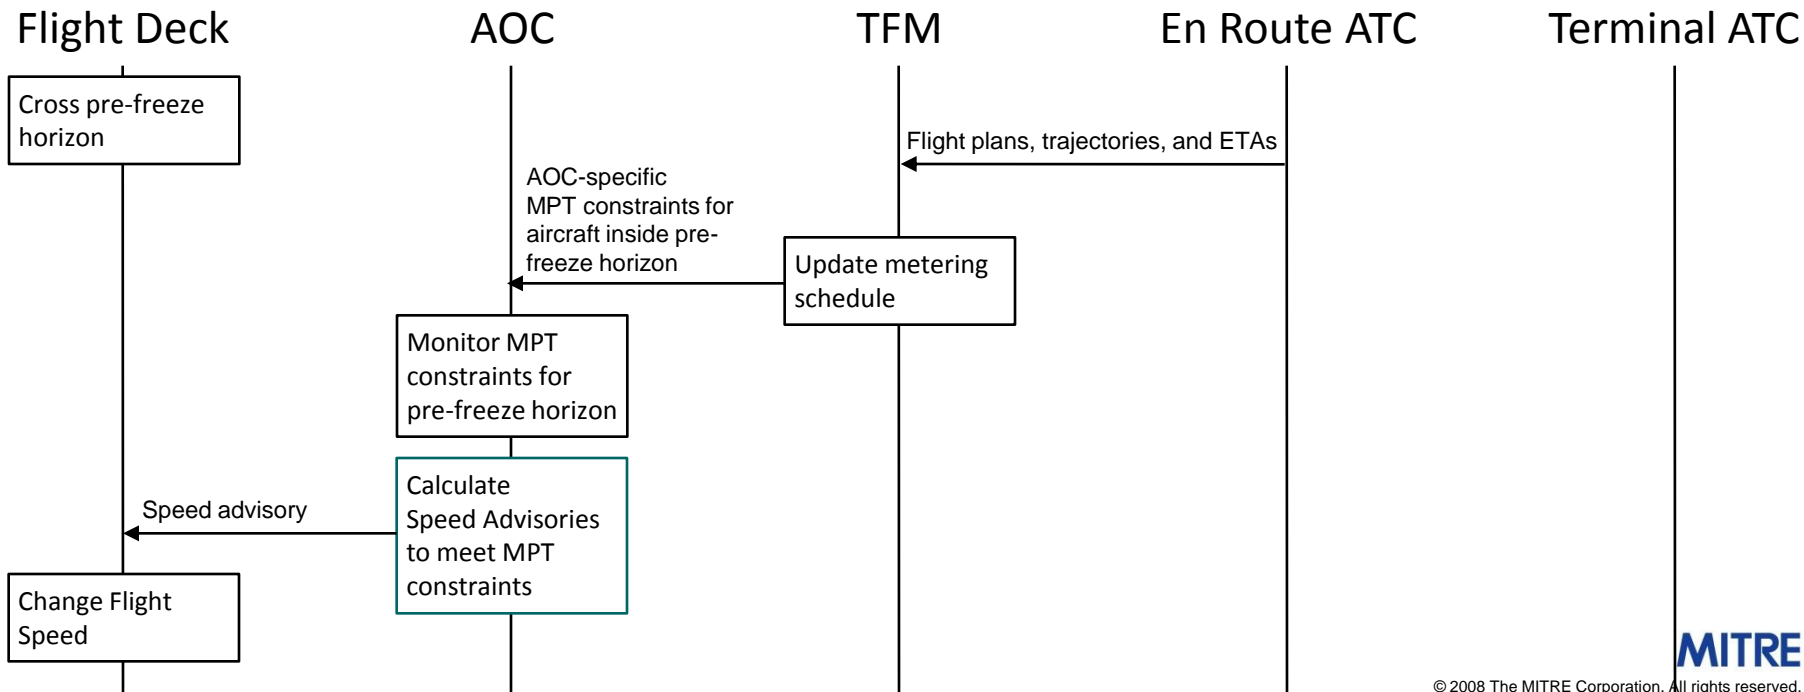 Flight Deck
AOC
TFM
En Route ATC
Terminal ATC
Cross pre-freeze
horizon
Flight plans, trajectories, and ETAs
AOC-specific
MPT constraints for
aircraft inside pre-
freeze horizon
Update metering
schedule
Monitor MPT
constraints for
pre-freeze horizon
Calculate
Speed Advisories
to meet MPT
constraints
Speed advisory
Change Flight
Speed
MITRE
© 2008 The MITRE Corporation. All rights reserved.